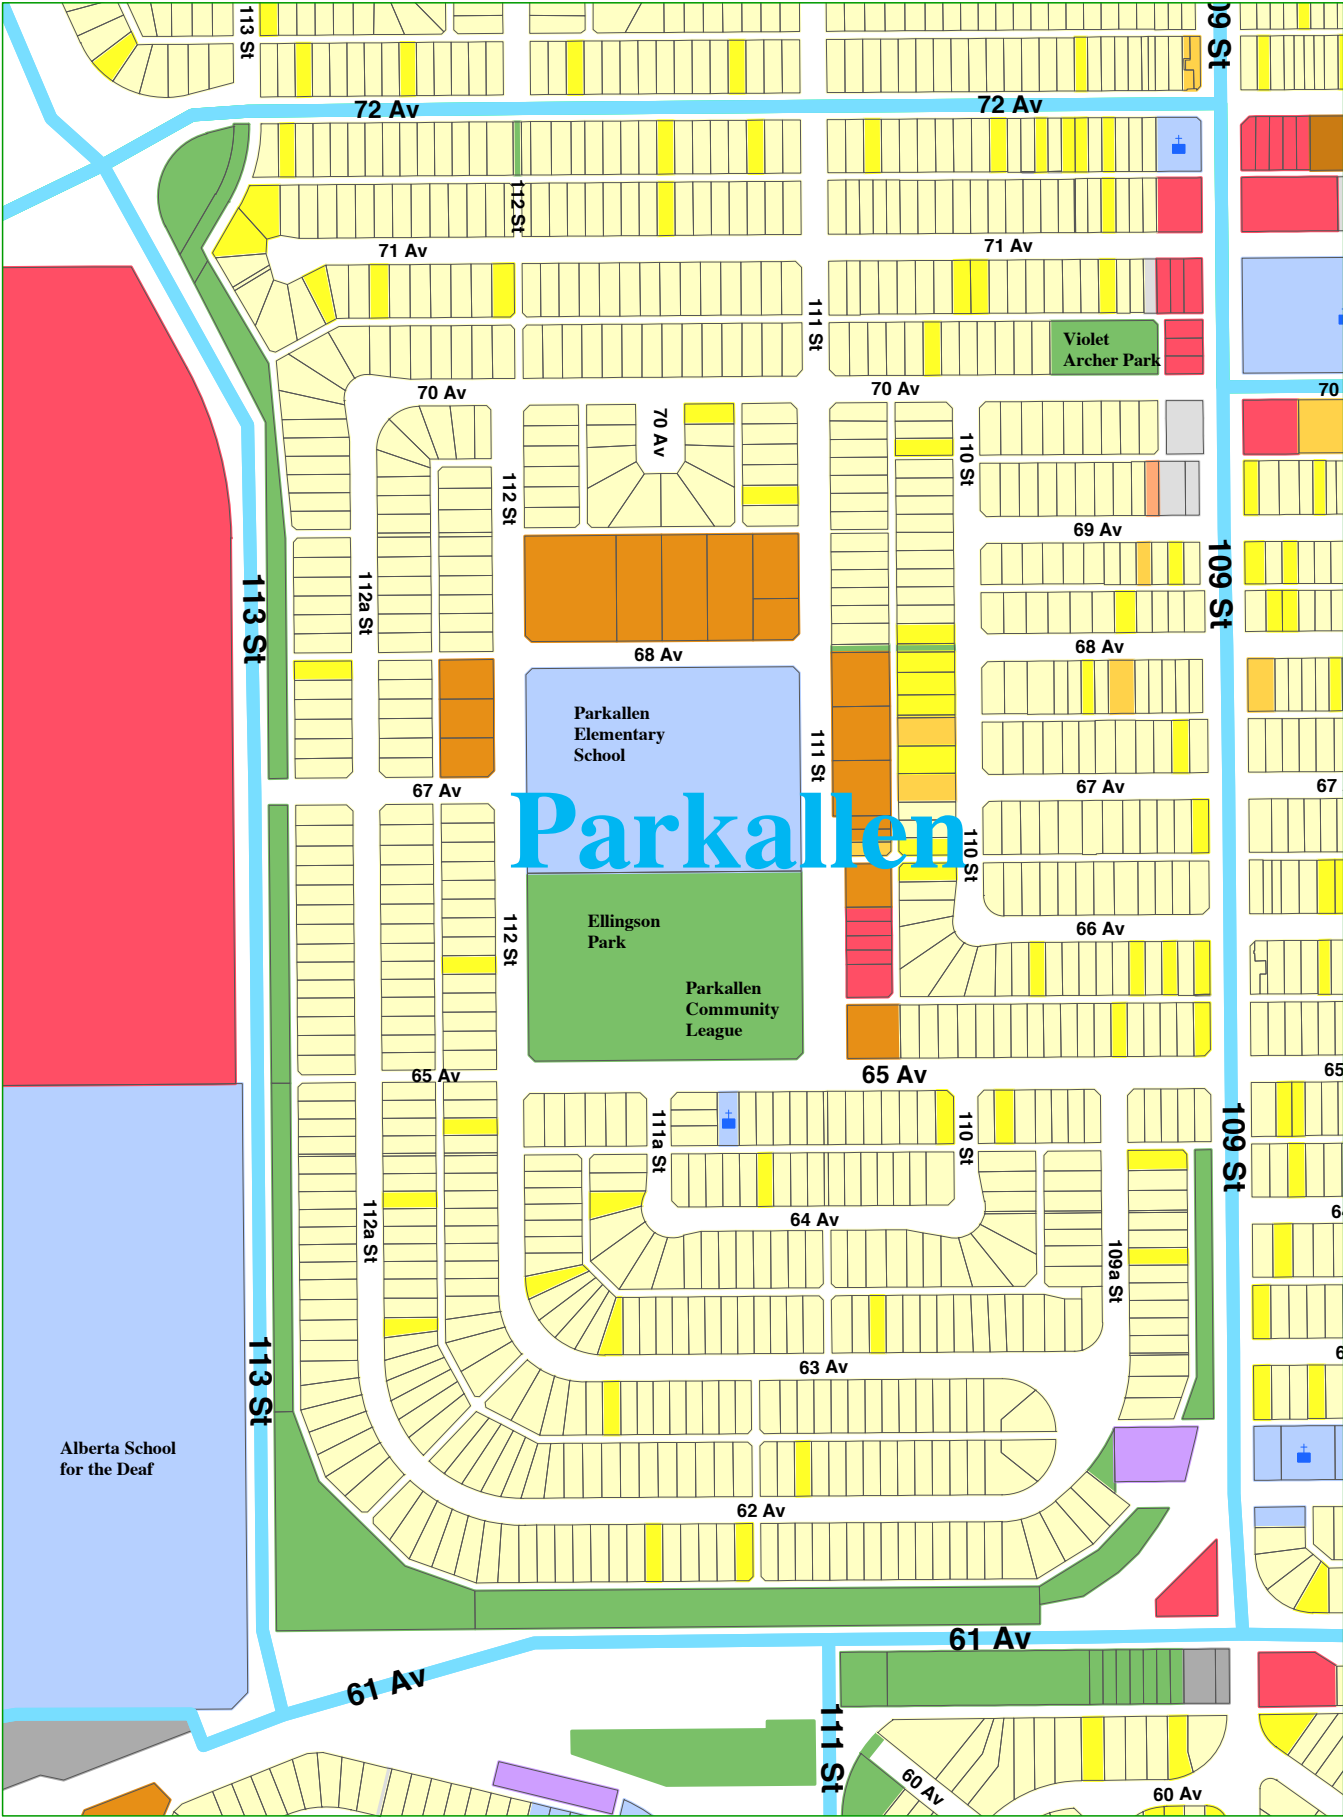 113 St
09 St
72 Av
72 Av
112 St
71 Av
71 Av
111 St
Violet
Archer Park
70 Av
70 Av
70
70 Av
110 St
112 St
69 Av
109 St
113 St
112a St
68 Av
68 Av
Parkallen
Elementary
School
111 St
67 Av
67 Av
67
Parkallen
110 St
Ellingson
Park
112 St
66 Av
Parkallen
Community
League
65 Av
65 Av
65
111a St
110 St
109 St
112a St
64 Av
6
109a St
113 St
63 Av
6
Alberta School
for the Deaf
62 Av
61 Av
61 Av
111 St
60 Av
60 Av